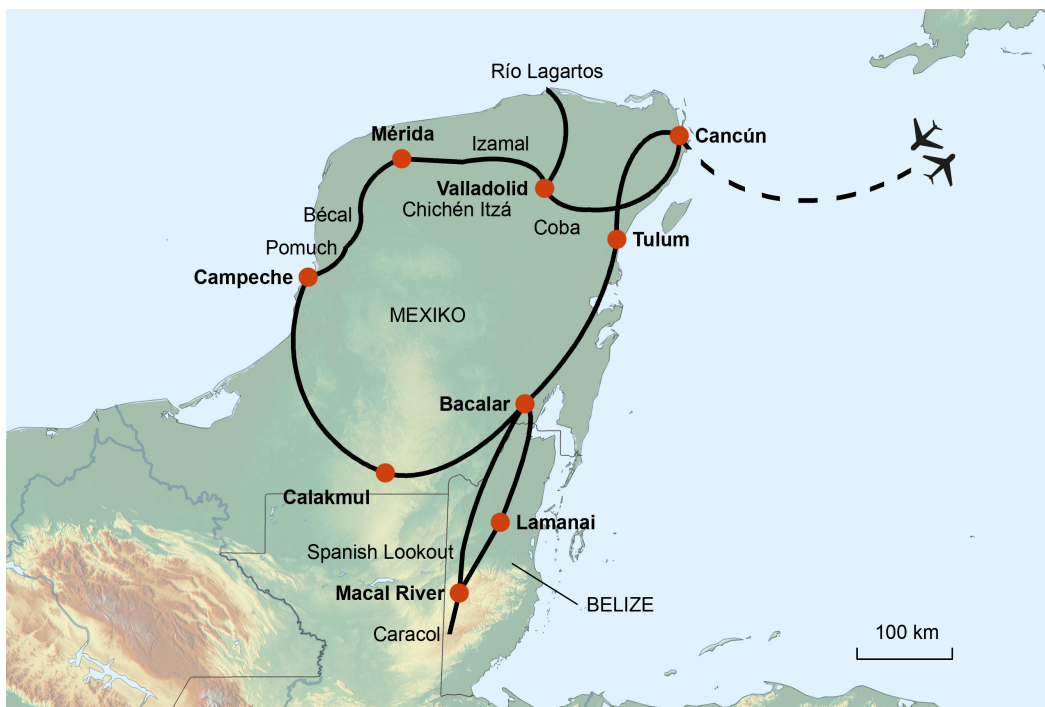 Río Lagartos
Mérida
Cancún
Izamal
Valladolid
Chichén Itzá
Bécal
Coba
Pomuch
Tulum
Campeche
MEXIKO
Bacalar
Calakmul
Lamanai
Spanish Lookout
Macal River
BELIZE
Caracol
100 km